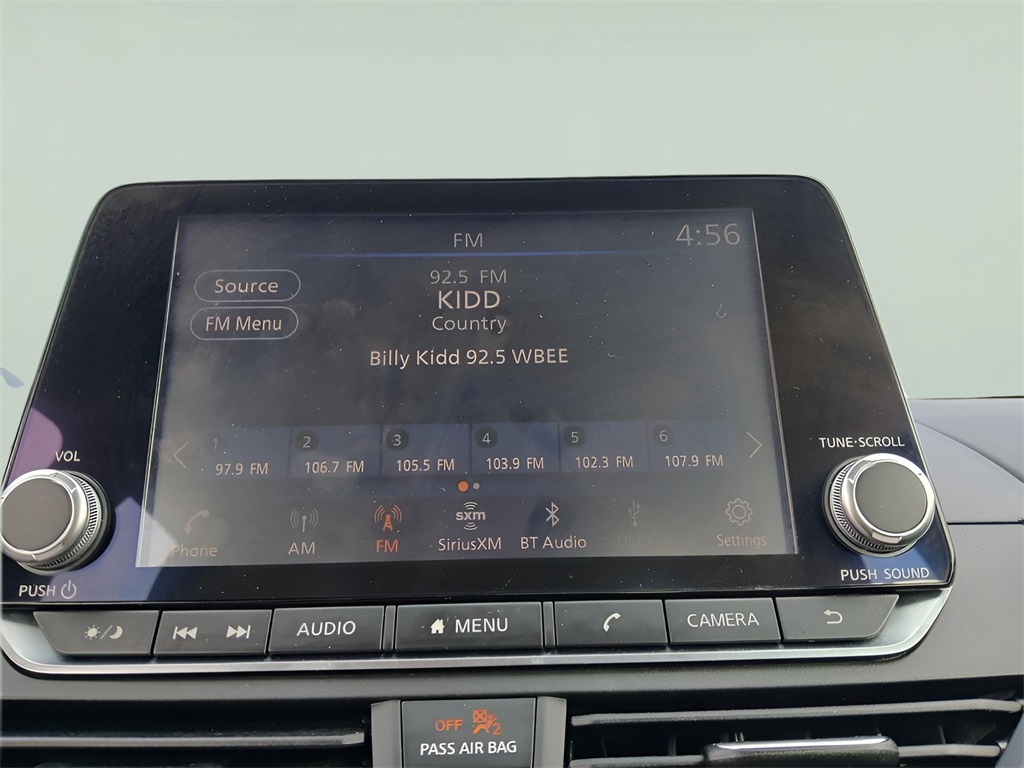 FM
4:56
Source
FM Menu
92.5 FM
KIDD
Country
Billy Kidd 92.5 WBEE
1
97.9 FM
2
106.7 FM
3
105.5 FM
4
103.9 FM
5
102.3 FM
6
107.9 FM
Phone
AM
FM
sxm
SiriusXM
BT Audio
Settings
VOL
PUSH
TUNE·SCROLL
PUSH SOUND
AUDIO
MENU
CAMERA
OFF
2
PASS AIR BAG